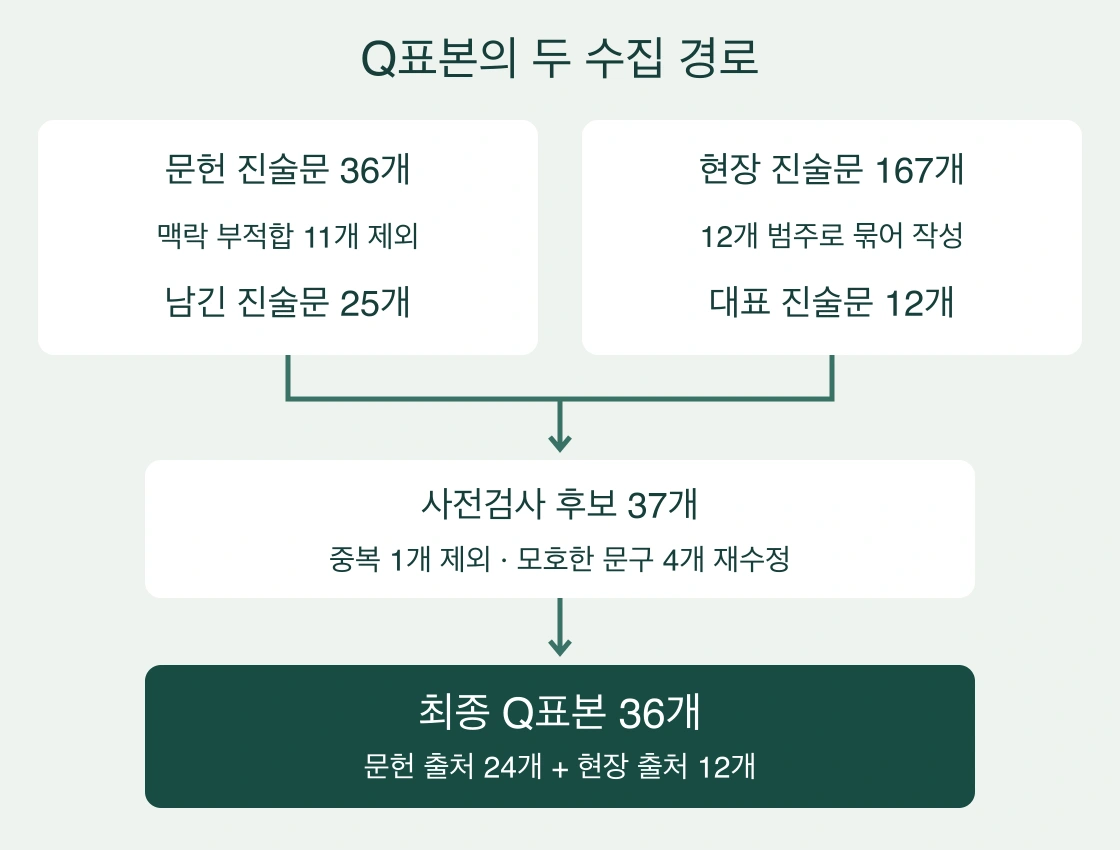 Q표본의 두 수집 경로
문헌 진술문 36개
맥락 부적합 11개 제외
남긴 진술문 25개
현장 진술문 167개
12개 범주로 묶어 작성
대표 진술문 12개
사전검사 후보 37개
중복 1개 제외 · 모호한 문구 4개 재수정
최종 Q표본 36개
문헌 출처 24개 + 현장 출처 12개